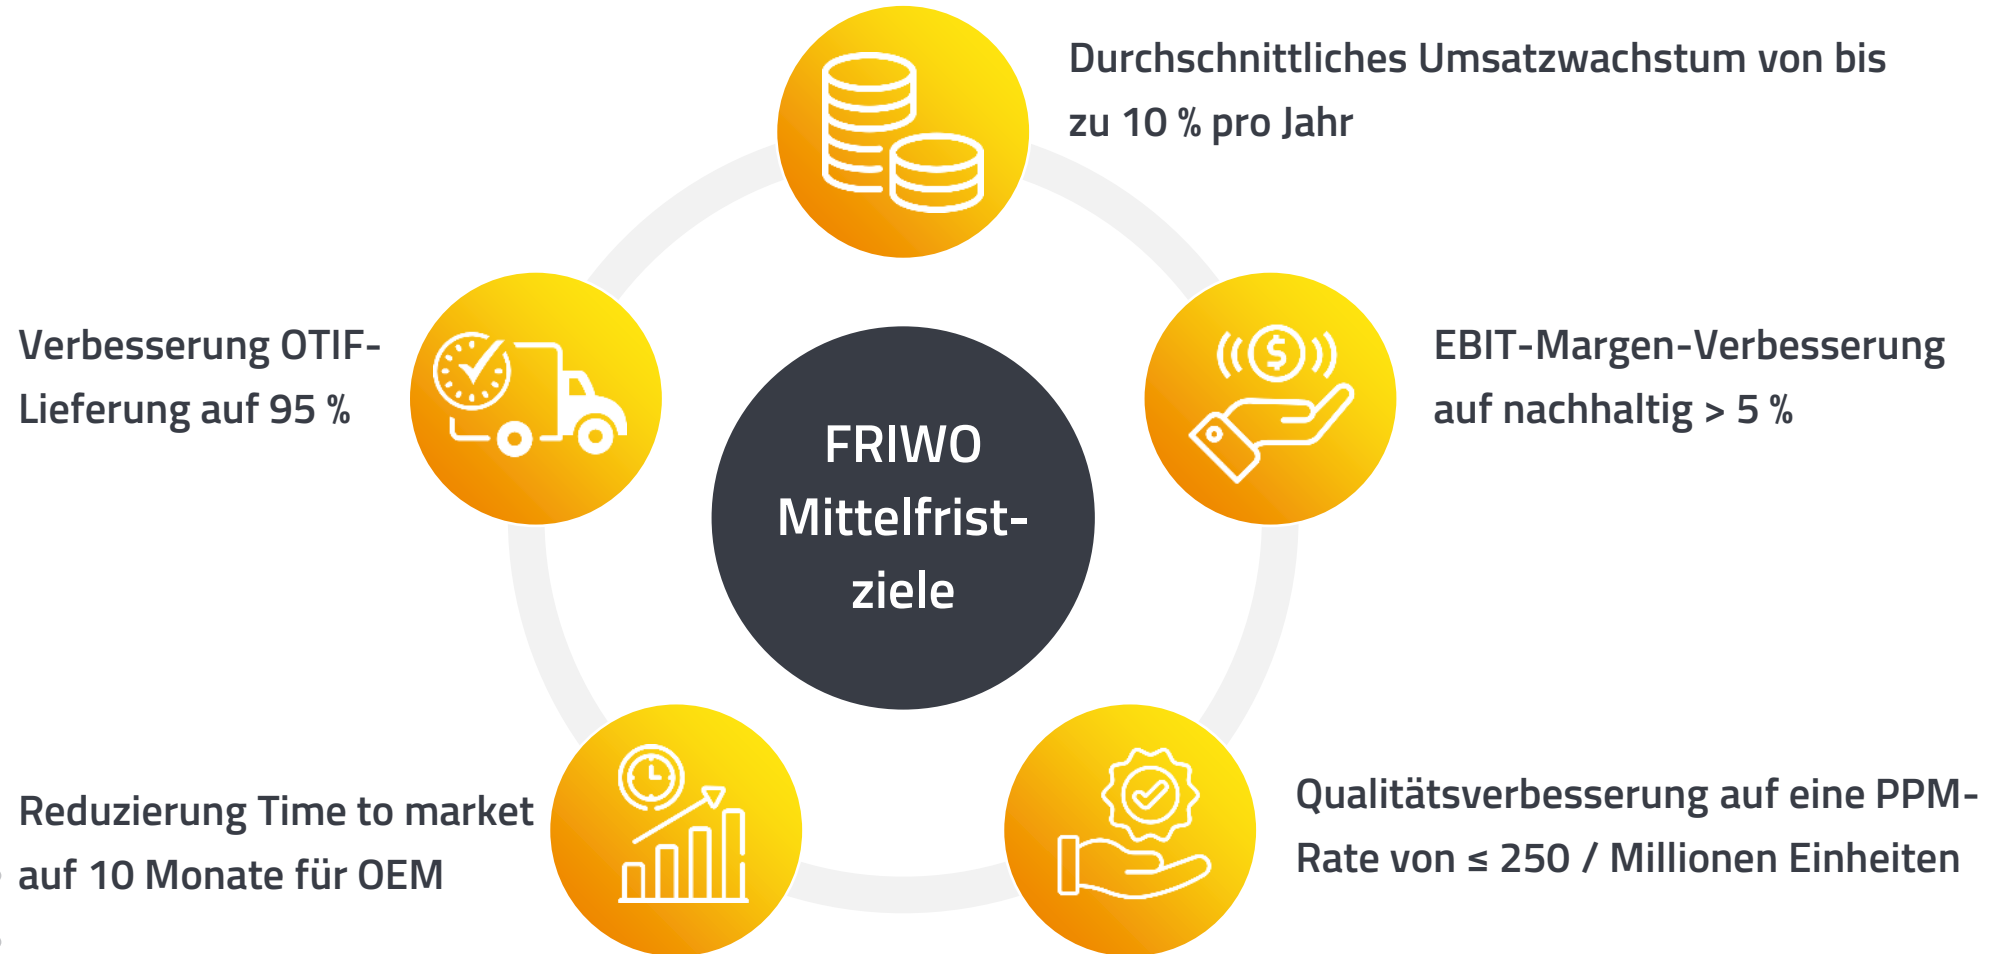 Durchschnittliches Umsatzwachstum von bis
zu 10 % pro Jahr
EBIT-Margen-Verbesserung
auf nachhaltig > 5 %
Qualitätsverbesserung auf eine PPM-
Rate von ≤ 250 / Millionen Einheiten
Reduzierung Time to market
auf 10 Monate für OEM
Verbesserung OTIF-
Lieferung auf 95 %
FRIWO
Mittelfrist-
ziele